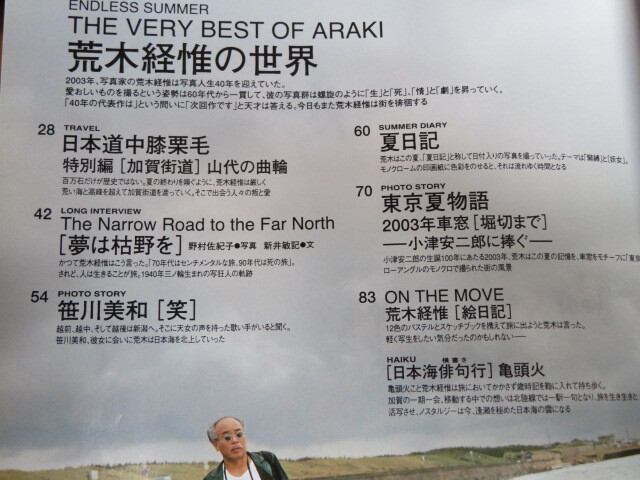 ENDLESS SUMMER
THE VERY BEST OF ARAKI
荒木経惟の世界
2003年、写真家の荒木経惟は写真人生40年を迎えていた。
愛おしいものを撮るという姿勢は60年代から一貫して、彼の写真群は螺旋のように「生」と「死」、「情」と「劇」を昇っていく。
「40年の代表作は」という問いに「次回作です」と天才は答える。今日もまた荒木経惟は街を徘徊する
28 TRAVEL
日本道中膝栗毛
特別編［加賀街道］山代の曲輪
百万石だけが歴史ではない。夏の終わりを嘆くように、荒木経惟は厳しく
荒い海と高峰を超えて加賀街道を渡っていく。そこで出会う人々の叛と愛
42 LONG INTERVIEW
The Narrow Road to the Far North
［夢は枯野を］野村佐紀子●写真 新井敏記●文
かつて荒木経惟はこう言った。「70年代はセンチメンタルな旅、90年代は死の旅」。
されど、人は生きることが旅。1940年三ノ輪生まれの写狂人の軌跡
54 PHOTO STORY
笹川美和［笑］
越前、越中、そして越後は新潟へ。そこに天女の声を持った歌い手がいると聞く。
笹川美和、彼女に会いに荒木は日本海を北上していった
60 SUMMER DIARY
夏日記
荒木はこの夏、「夏日記」と称して日付入りの写真を撮っていった。テーマは「緊縛」と「妖女」。
モノクロームの印画紙に色彩をのせると、それは流れゆく時間となる
70 PHOTO STORY
東京夏物語
2003年車窓［堀切まで］
──小津安二郎に捧ぐ──
小津安二郎の生誕100年にあたる2003年、荒木はこの夏の記憶を、車窓をモチーフに「東京
ローアングルのモノクロで撮られた街の風景
83 ON THE MOVE
荒木経惟［絵日記］
12色のパステルとスケッチブックを携えて旅に出ようと荒木は言った。
軽く写生をしたい気分だったのかもしれない──
HAIKU 横書き
［日本海俳句行］亀頭火
亀頭火こと荒木経惟は旅においてかかさず歳時記を鞄に入れて持ち歩く。
加賀の一期一会、移動する中での想いは北陸線では一駅一句となり、旅を生き生きと
活写させ、ノスタルジーは今、逢瀬を秘めた日本海の雲になる